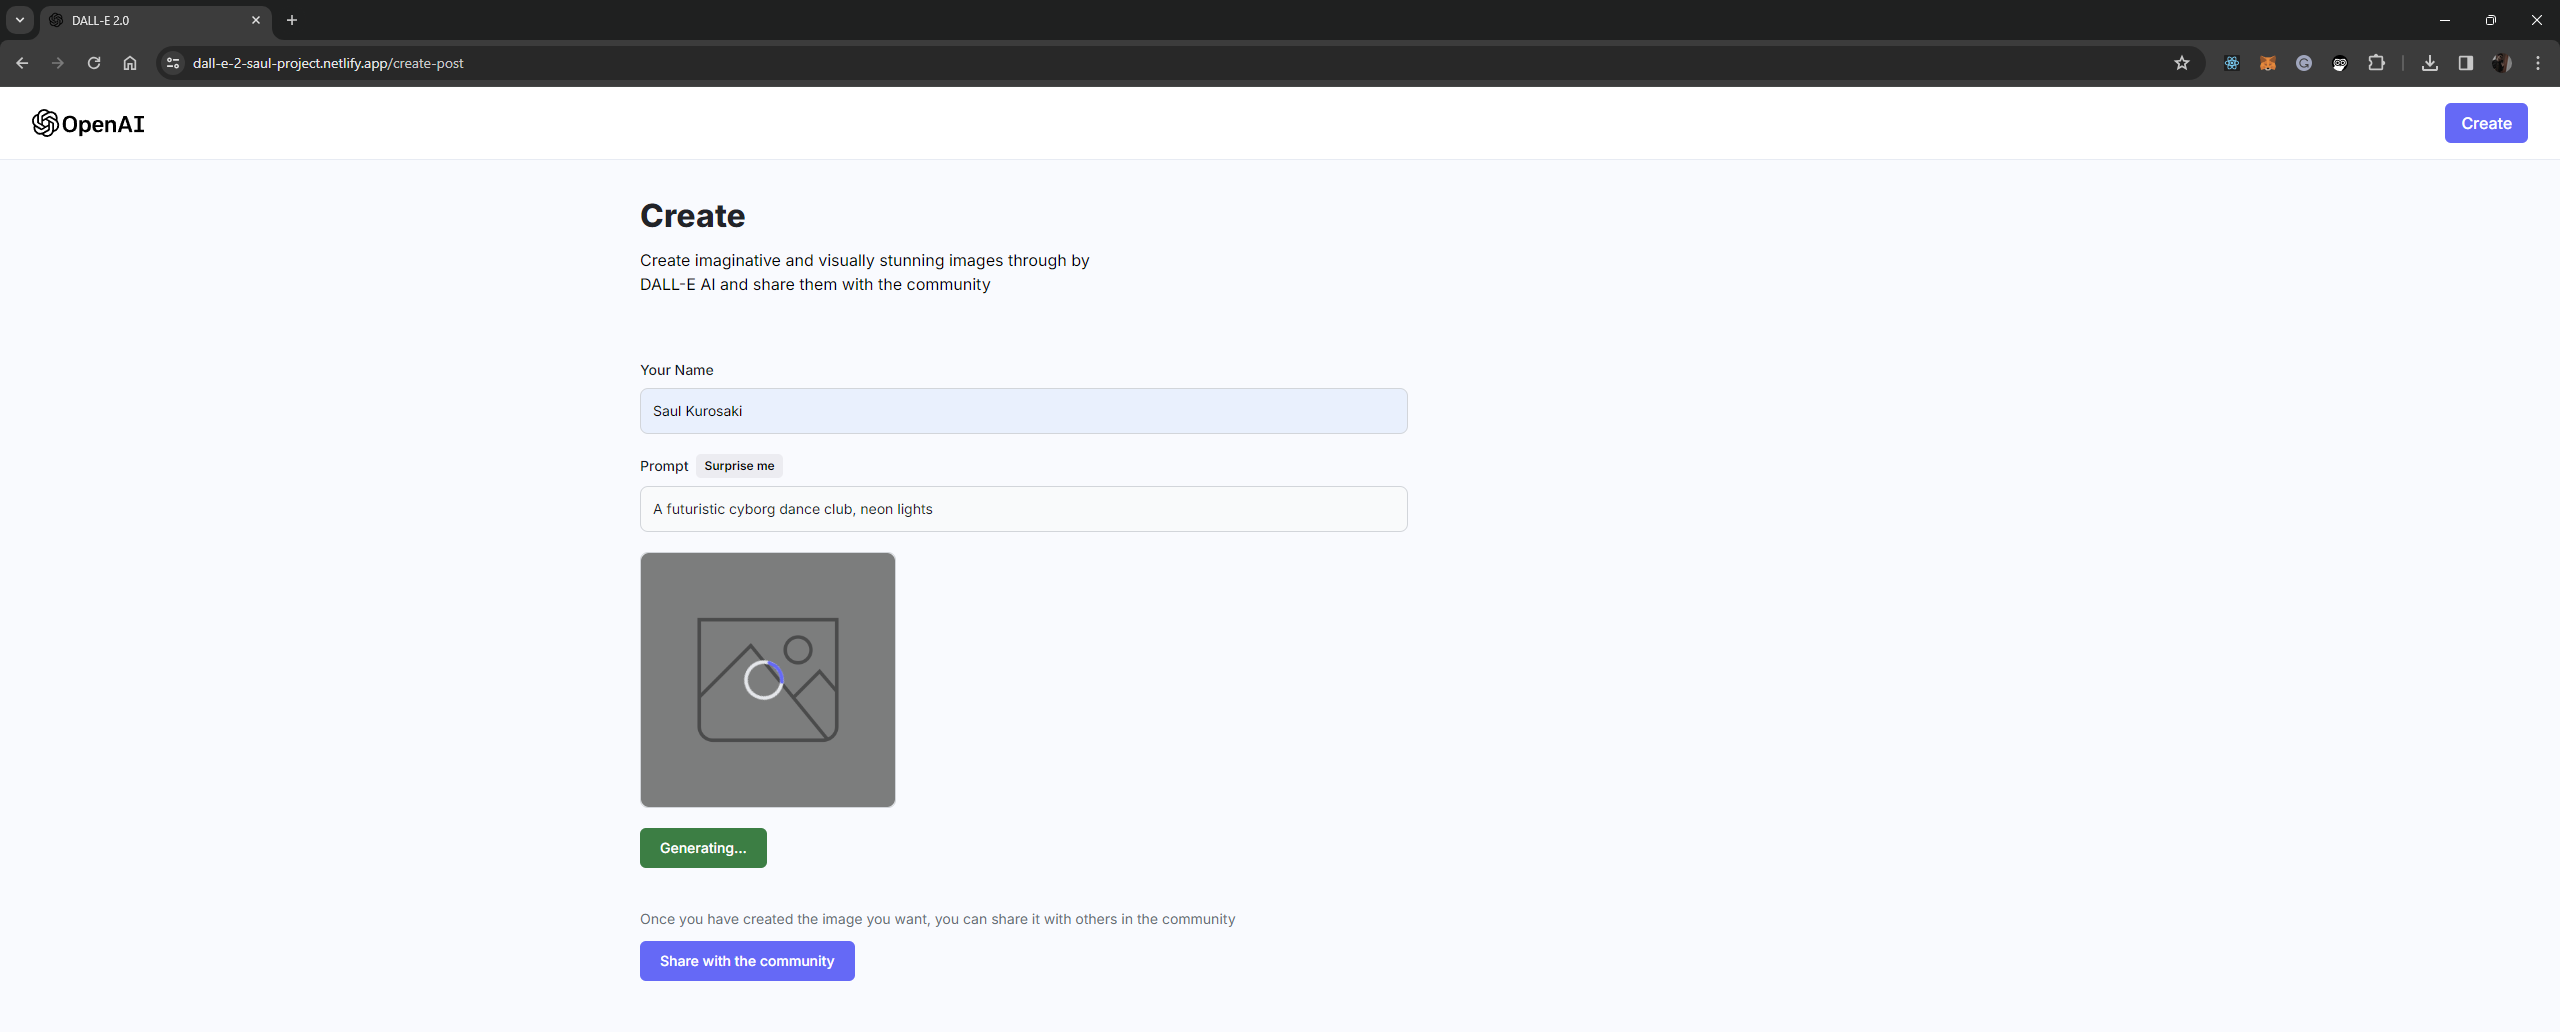 DALL-E 2.0
dall-e-2-saul-project.netlify.app/create-post
OpenAI
Create
Create
Create imaginative and visually stunning images through by
DALL-E AI and share them with the community
Your Name
Saul Kurosaki
Prompt Surprise me
A futuristic cyborg dance club, neon lights
Generating...
Once you have created the image you want, you can share it with others in the community
Share with the community